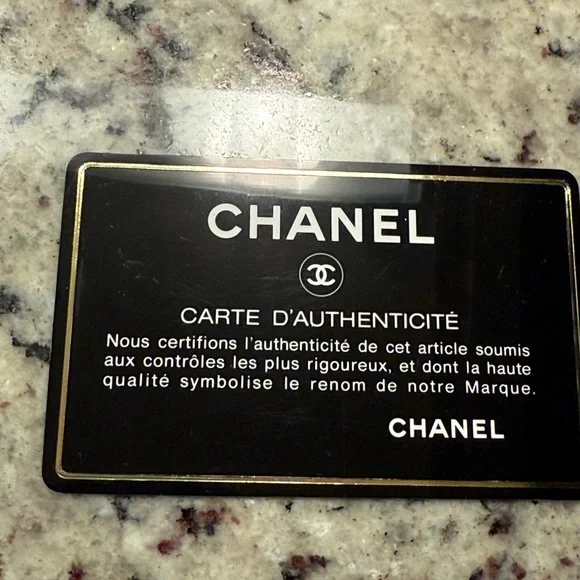 CHANEL
CARTE D'AUTHENTICITÉ
Nous certifions l'authenticité de cet article soumis
aux contrôles les plus rigoureux, et dont la haute
qualité symbolise le renom de notre Marque.
CHANEL